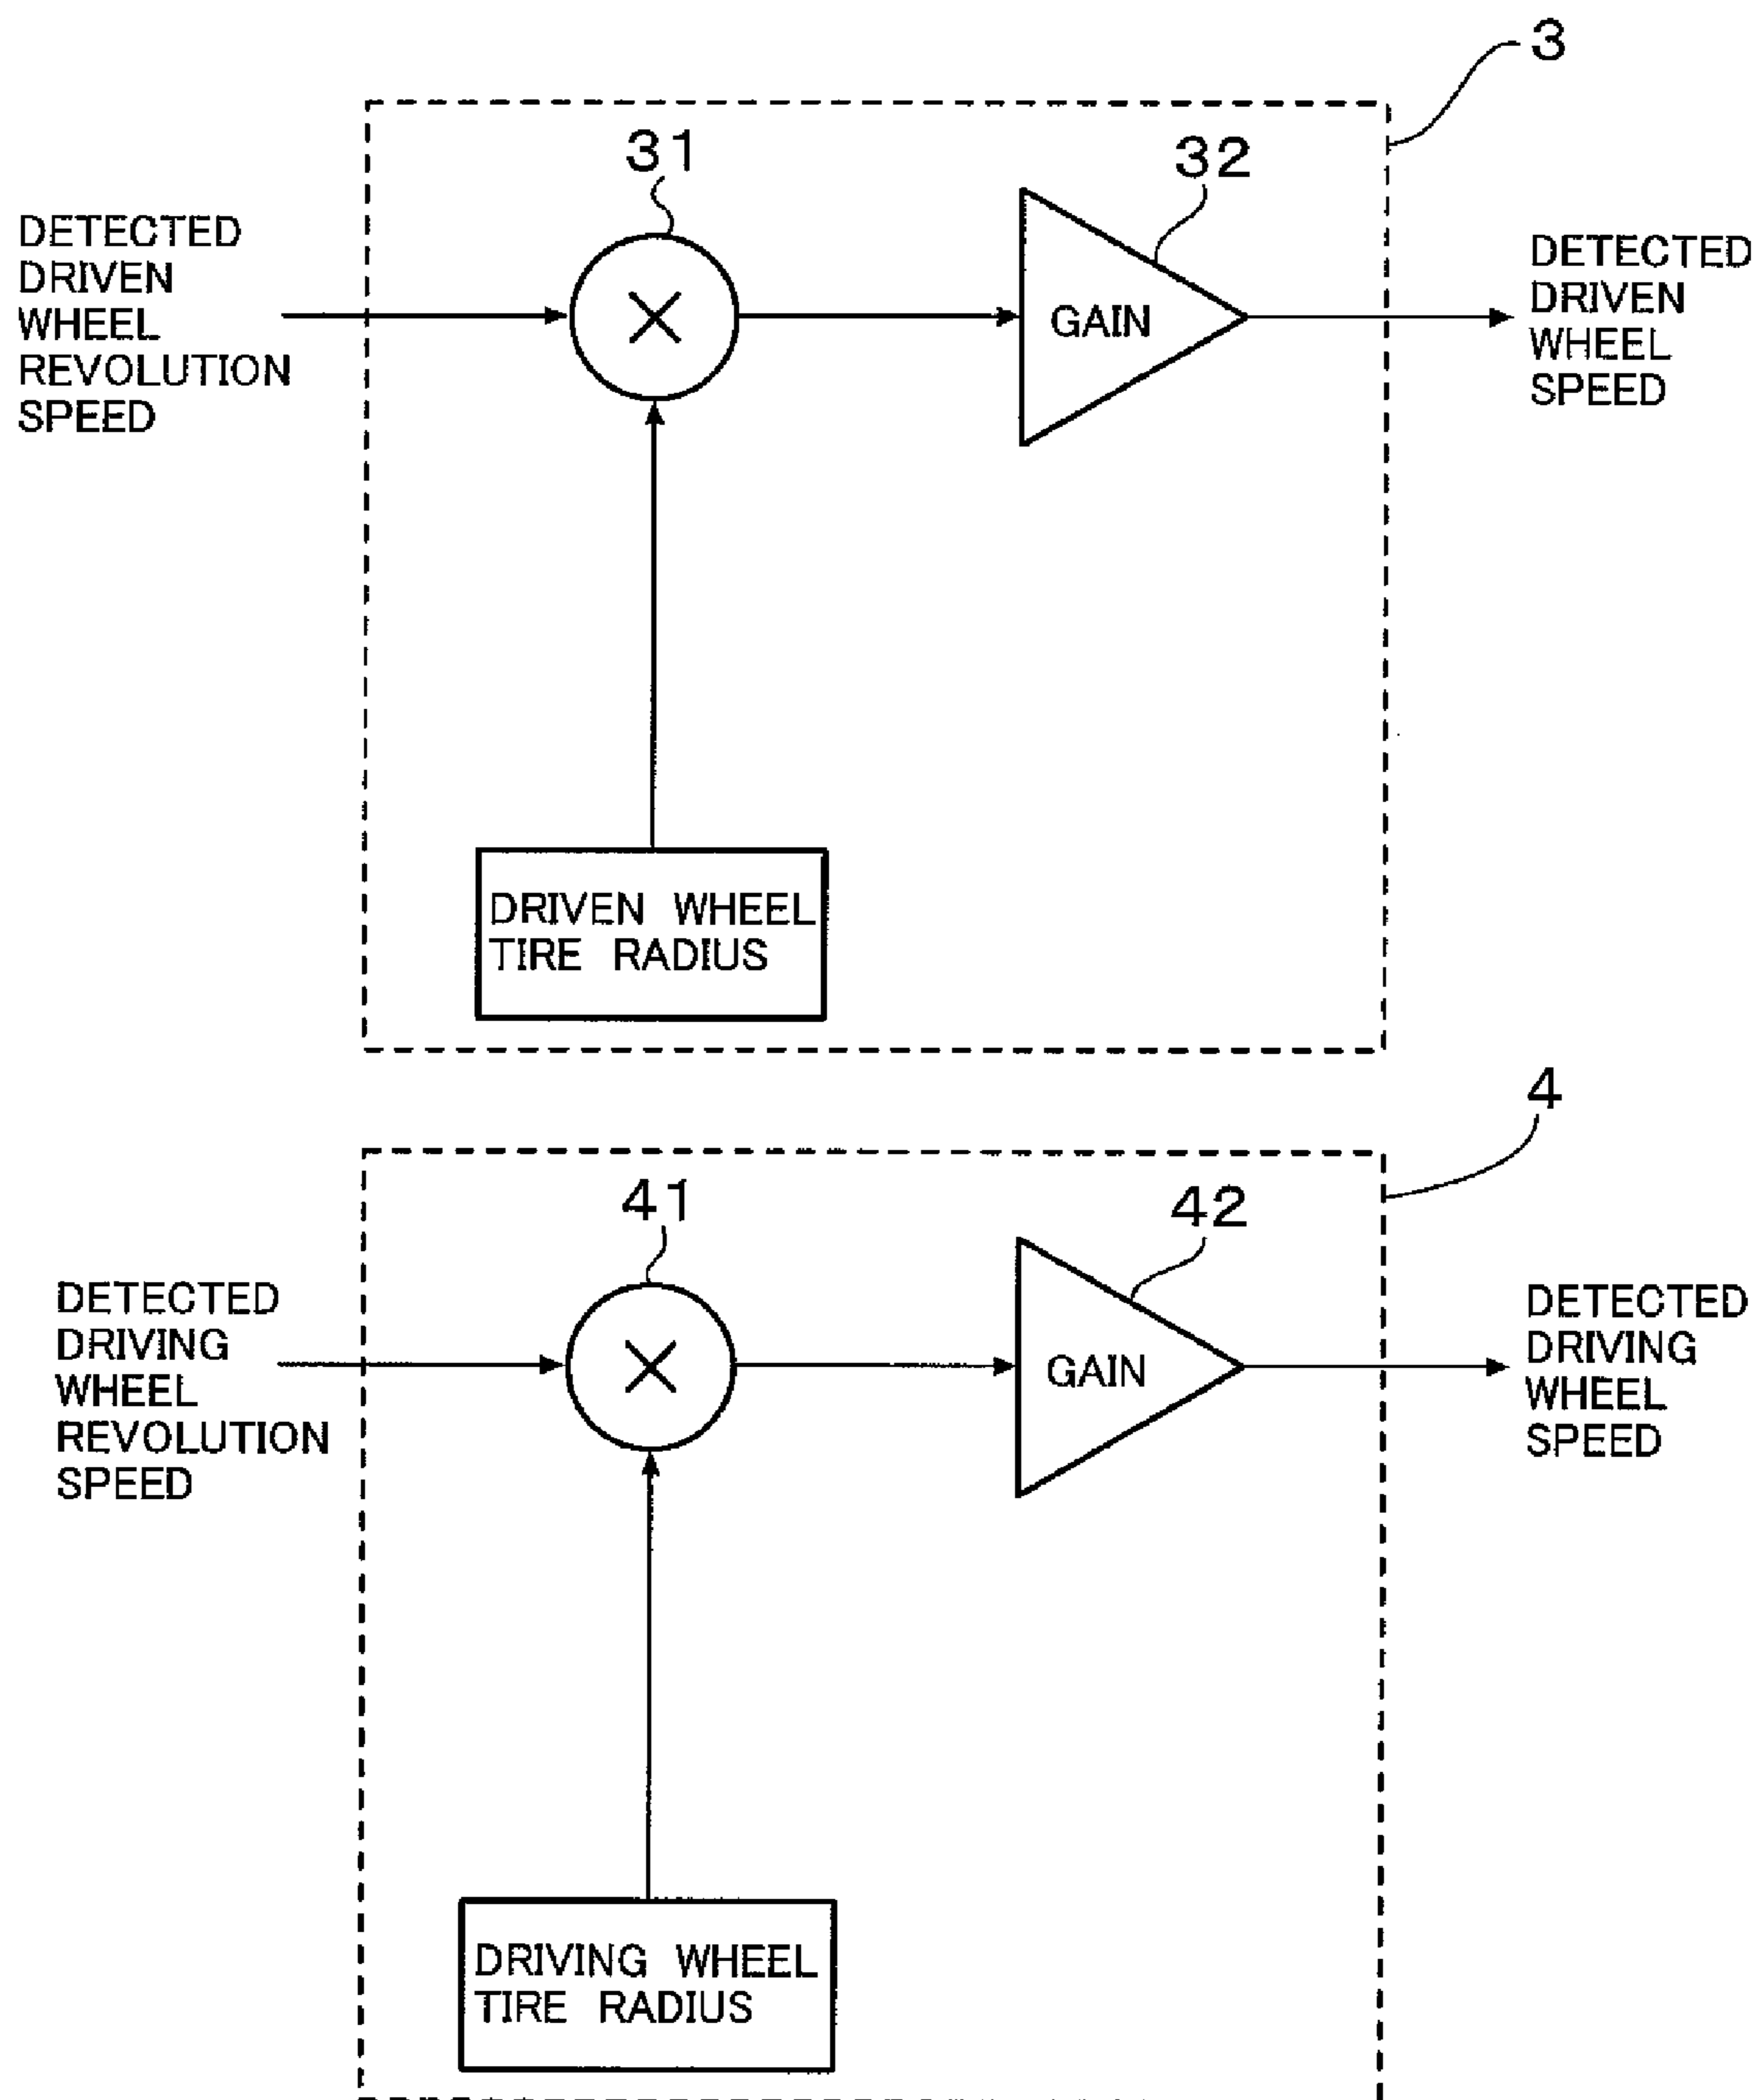 3
31
32
DETECTED
DRIVEN
WHEEL
REVOLUTION
SPEED
GAIN
DETECTED
DRIVEN
WHEEL
SPEED
DRIVEN WHEEL
TIRE RADIUS
4
41
42
DETECTED
DRIVING
WHEEL
REVOLUTION
SPEED
GAIN
DETECTED
DRIVING
WHEEL
SPEED
DRIVING WHEEL
TIRE RADIUS